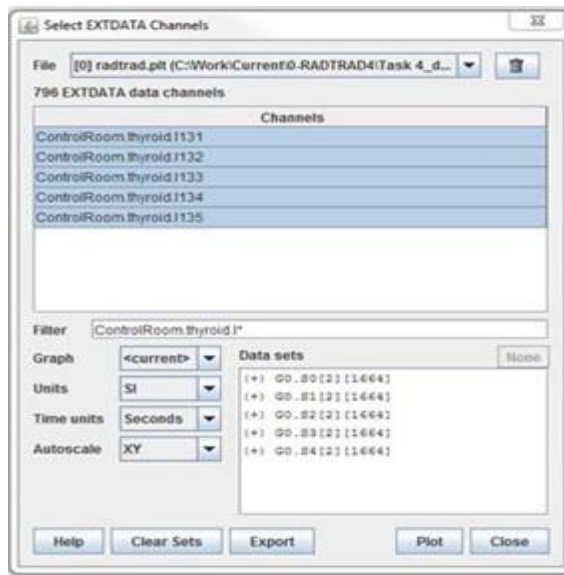 Select EXTDATA Channels
File [0] radtrad.plt (C:\Work\Current\0-RADTRAD4\Task 4_d...
796 EXTDATA data channels
Channels
ControlRoom.thyroid.I131
ControlRoom.thyroid.I132
ControlRoom.thyroid.I133
ControlRoom.thyroid.I134
ControlRoom.thyroid.I135
Filter ControlRoom.thyroid.I*
Graph <current> Data sets None
Units SI
Time units Seconds
Autoscale XY
(+) G0.S0[2][1664]
(+) G0.S1[2][1664]
(+) G0.S2[2][1664]
(+) G0.S3[2][1664]
(+) G0.S4[2][1664]
Help Clear Sets Export Plot Close